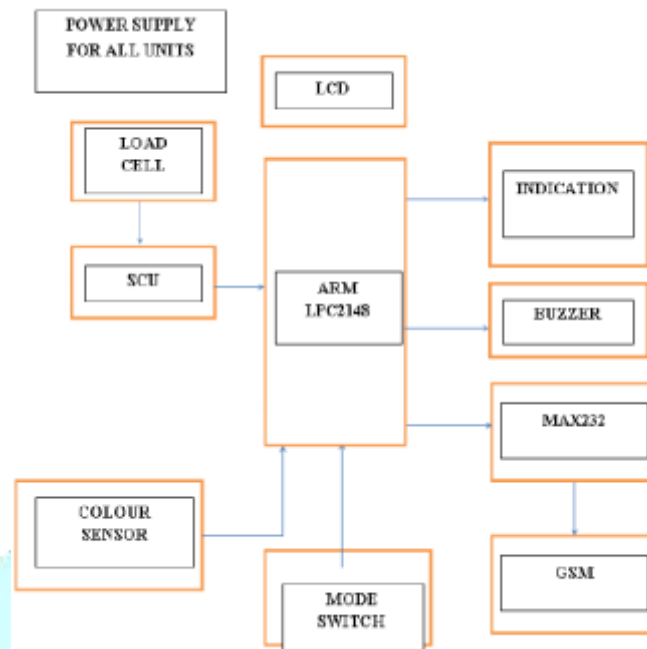 POWER SUPPLY
FOR ALL UNITS
LCD
LOAD
CELL
INDICATION
SCU
ARM
LPC2148
BUZZER
MAX232
COLOUR
SENSOR
GSM
MODE
SWITCH